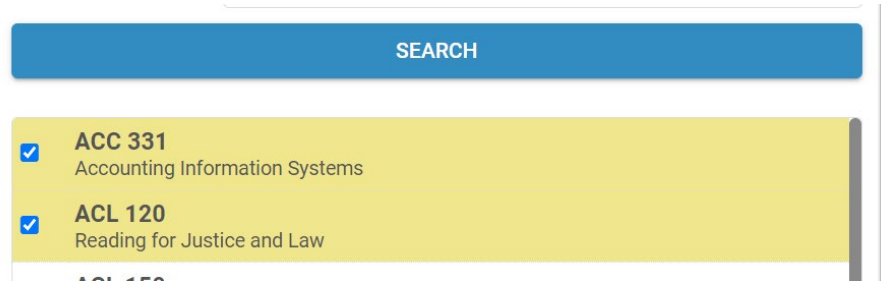 SEARCH
ACC 331
Accounting Information Systems
ACL 120
Reading for Justice and Law